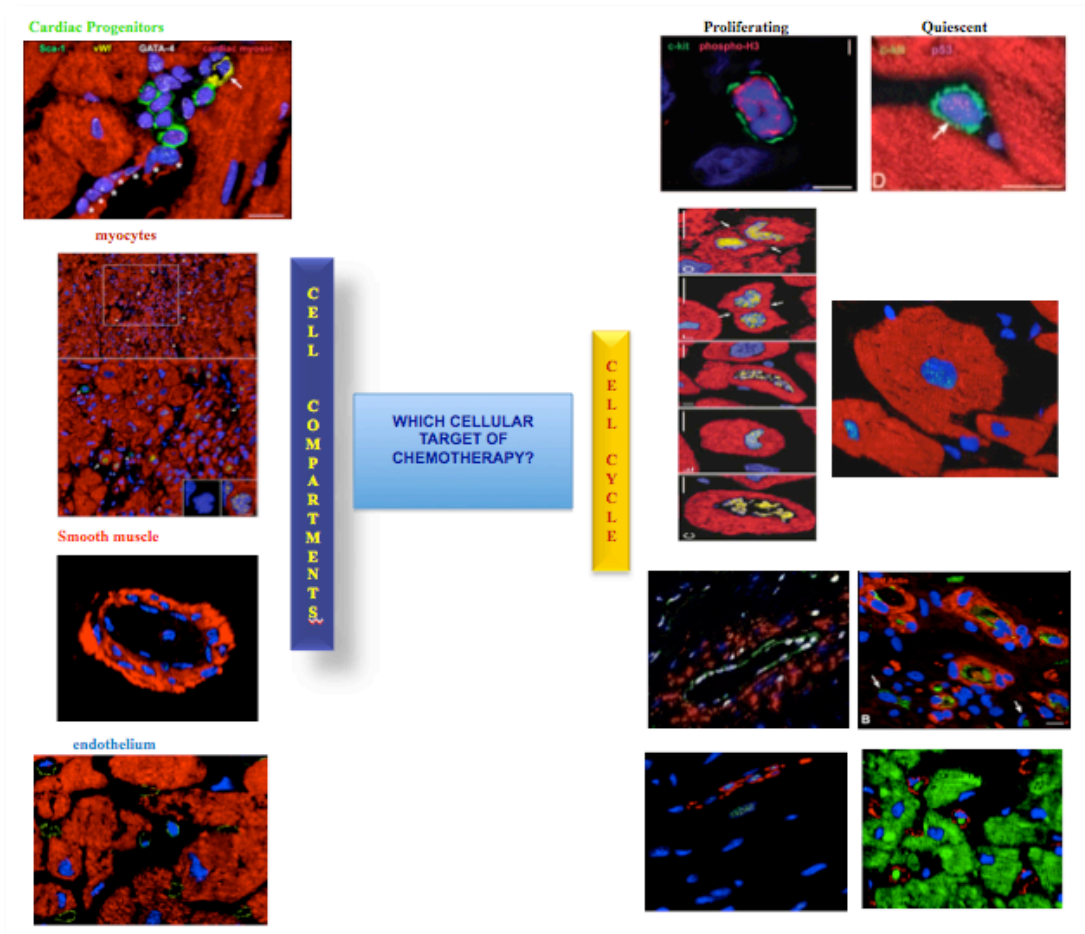 Cardiac Progenitors
Sca-1 vWf GATA-4 cardiac myosin
Proliferating
Quiescent
c-kit phospho-H3
c-kit p53
D
myocytes
CELL COMPARTMENTS
WHICH CELLULAR
TARGET OF
CHEMOTHERAPY?
CELL CYCLE
Smooth muscle
B
endothelium